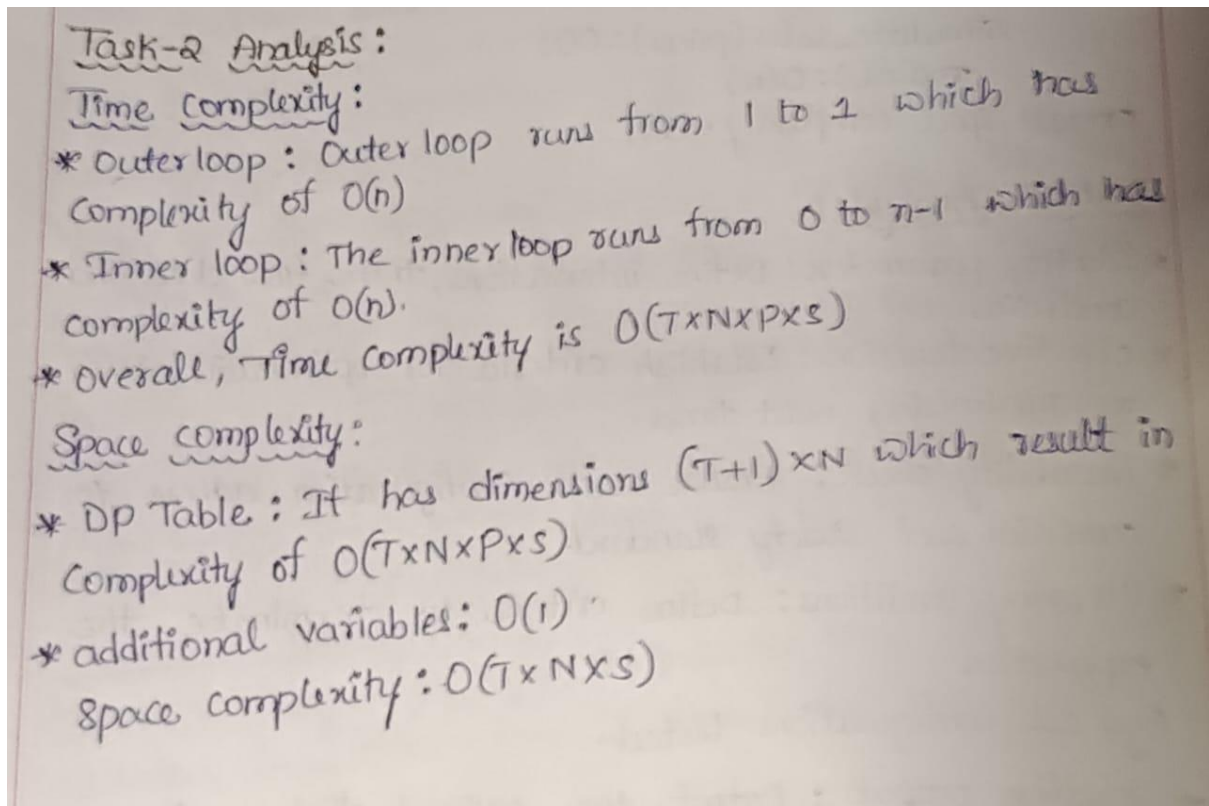 Task-2 Analysis:
Time Complexity:
* Outer loop: Outer loop runs from 1 to 1 which has
Complexity of O(n)
* Inner loop: The inner loop runs from 0 to n-1 which has
complexity of O(n).
* Overall, Time Complexity is O(T×N×P×S)
Space Complexity:
* DP Table: It has dimensions (T+1)×N which result in
Complexity of O(T×N×P×S)
* additional variables: O(1)
Space complexity: O(T×N×S)